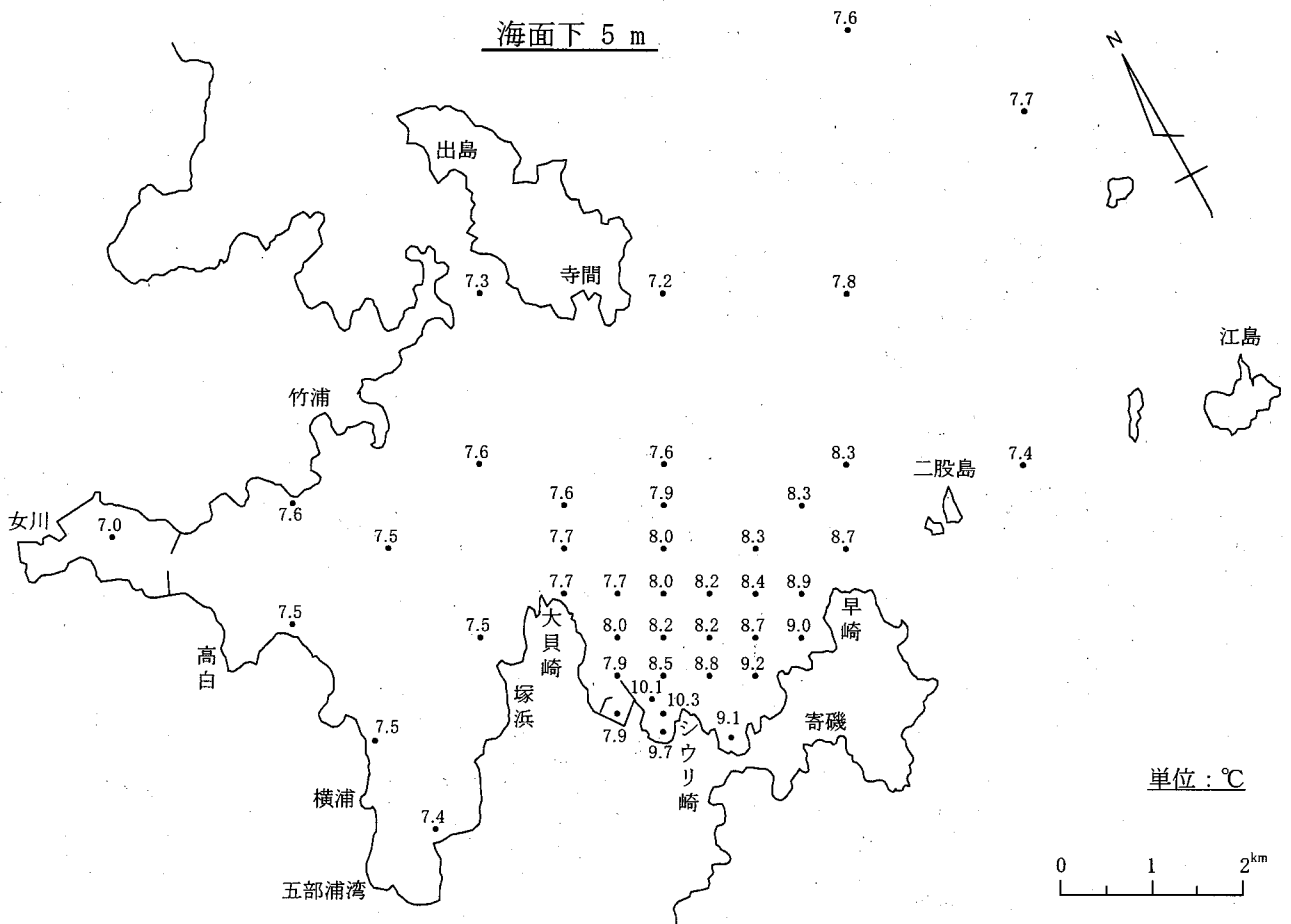 海面下 5 m
7.6
N
7.7
出島
寺間
7.3
7.2
7.8
江島
竹浦
7.6
7.6
8.3
二股島
7.4
女川
7.0
7.6
7.6
7.9
8.3
7.5
7.7
8.0
8.3
8.7
7.7
7.7
8.0
8.2
8.4
8.9
早崎
7.5
7.5
大貝崎
8.0
8.2
8.2
8.7
9.0
高白
7.9
8.5
8.8
9.2
塚浜
10.1
10.3
7.5
7.9
9.7
シウリ崎
9.1
寄磯
単位:℃
横浦
7.4
五部浦湾
0 1 2km